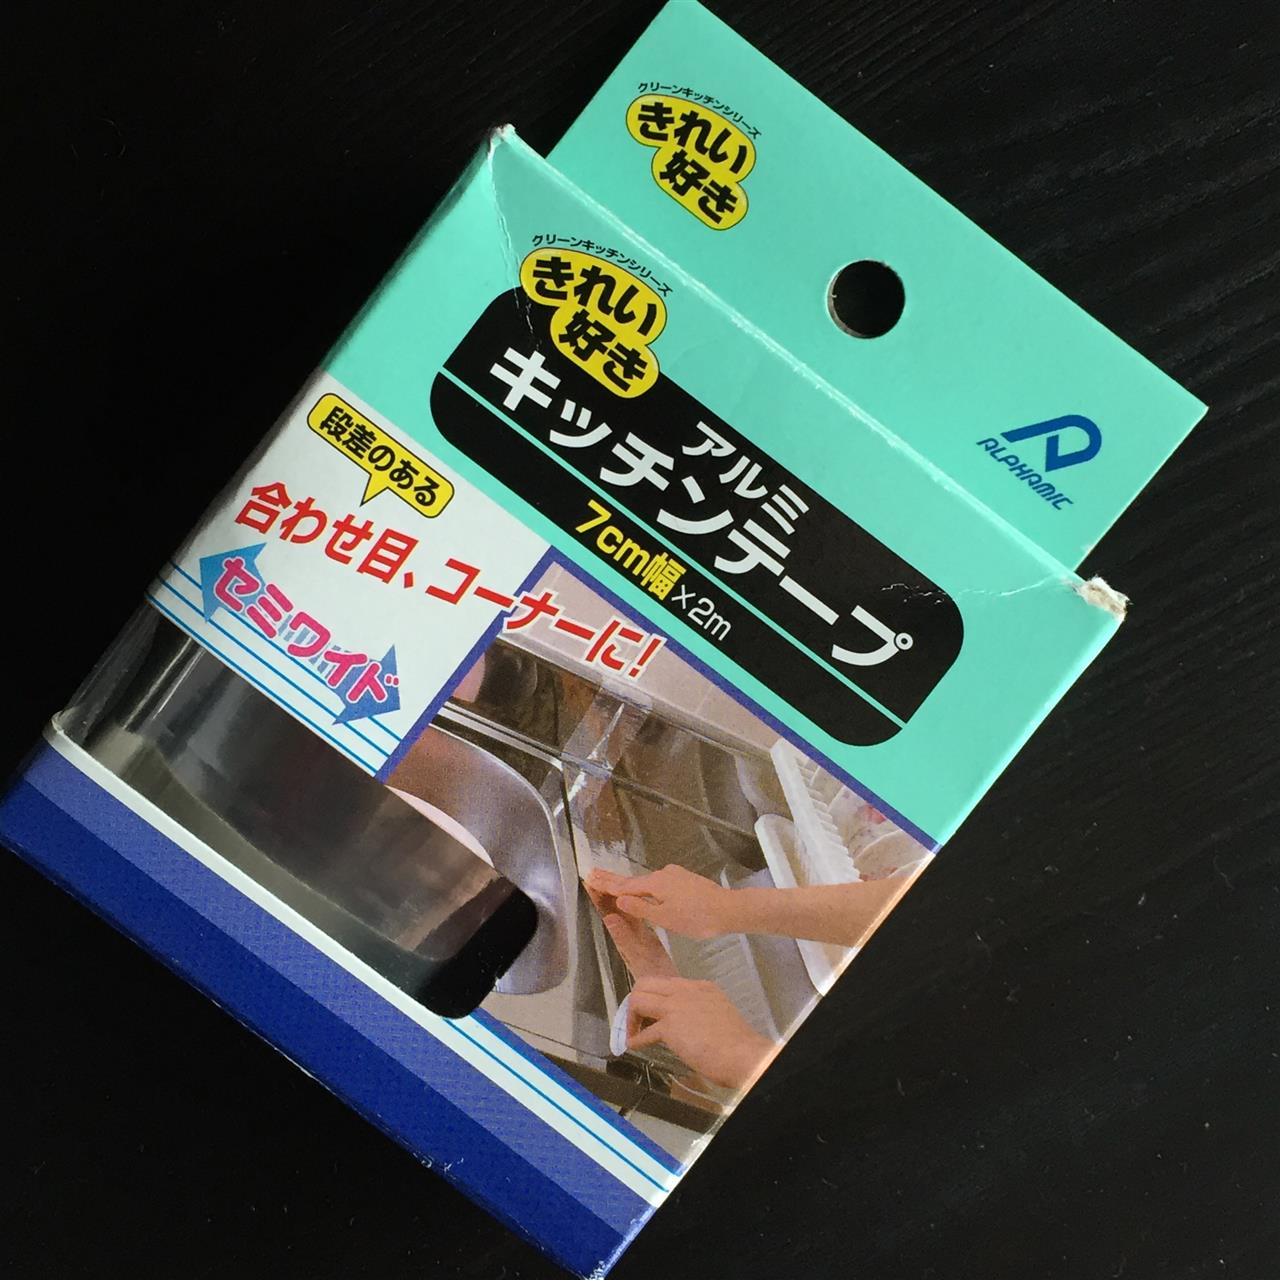 グリーンキッチンシリーズ
きれい
好き
ALPHAMIC
グリーンキッチンシリーズ
きれい
好き
アルミ
キッチンテープ
7cm幅×2m
段差のある
合わせ目、コーナーに!
セミワイド